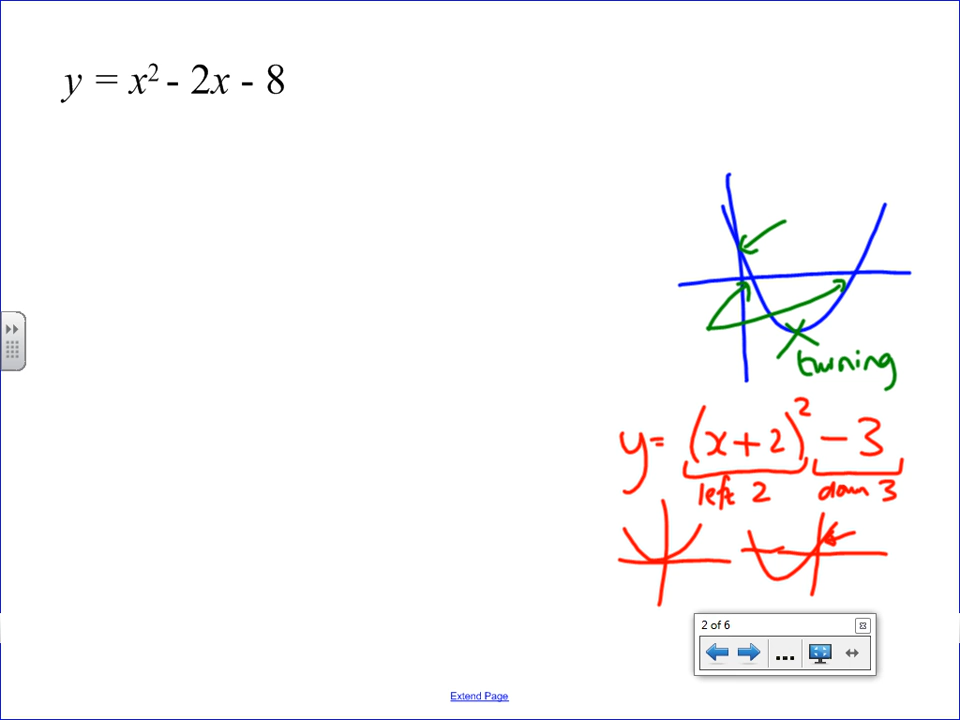 y = x² - 2x - 8
turning
y = (x+2)² - 3
left 2 down 3
2 of 6
...
Extend Page